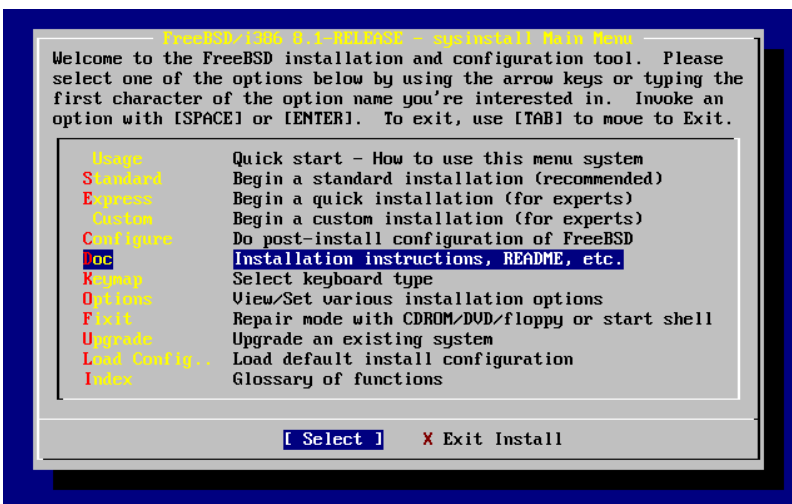 FreeBSD/i386 8.1-RELEASE - sysinstall Main Menu
Welcome to the FreeBSD installation and configuration tool.  Please
select one of the options below by using the arrow keys or typing the
first character of the option name you're interested in.  Invoke an
option with [SPACE] or [ENTER].  To exit, use [TAB] to move to Exit.
Usage Quick start - How to use this menu system
Standard Begin a standard installation (recommended)
Express Begin a quick installation (for experts)
Custom Begin a custom installation (for experts)
Configure Do post-install configuration of FreeBSD
Doc Installation instructions, README, etc.
Keymap Select keyboard type
Options View/Set various installation options
Fixit Repair mode with CDROM/DVD/floppy or start shell
Upgrade Upgrade an existing system
Load Config.. Load default install configuration
Index Glossary of functions
[ Select ] X Exit Install